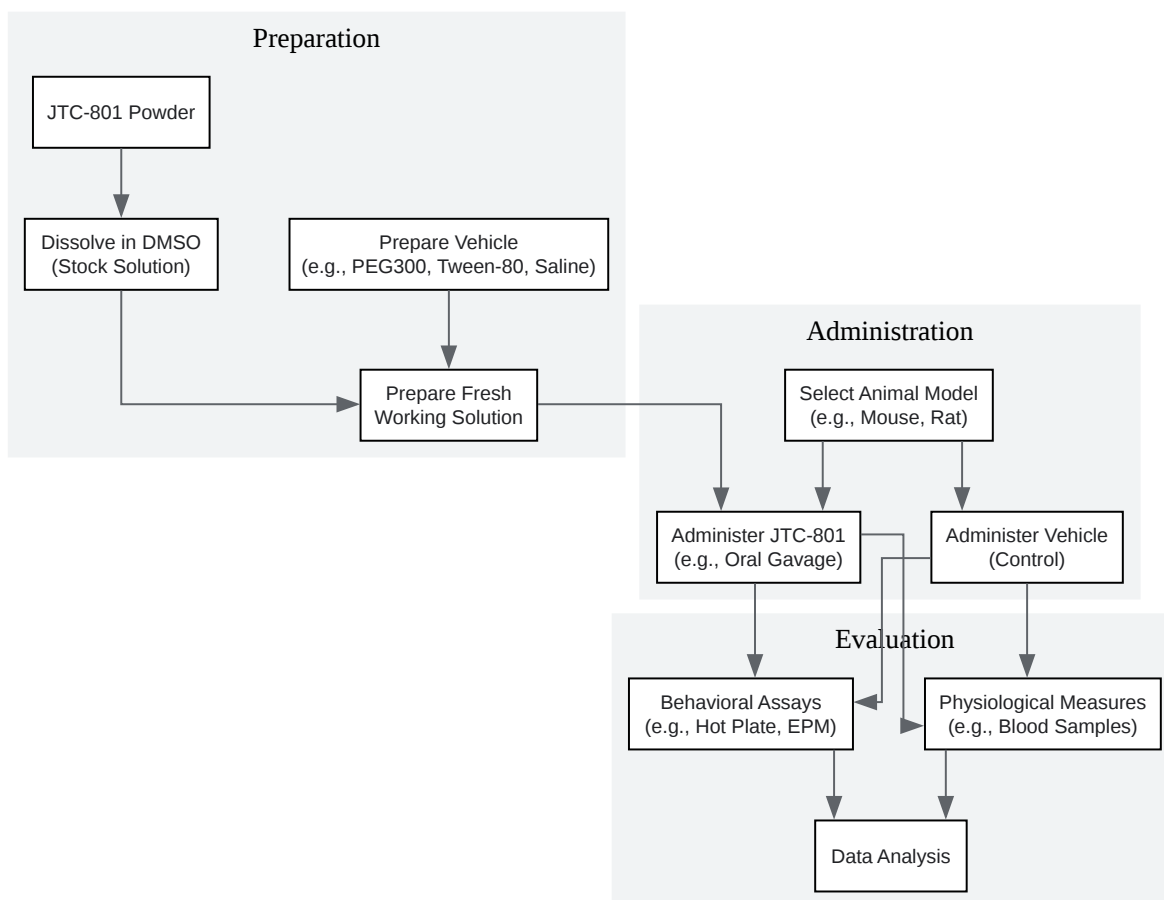 Preparation
JTC-801 Powder
Dissolve in DMSO
(Stock Solution)
Prepare Vehicle
(e.g., PEG300, Tween-80, Saline)
Prepare Fresh
Working Solution
Administration
Select Animal Model
(e.g., Mouse, Rat)
Administer JTC-801
(e.g., Oral Gavage)
Administer Vehicle
(Control)
Evaluation
Behavioral Assays
(e.g., Hot Plate, EPM)
Physiological Measures
(e.g., Blood Samples)
Data Analysis